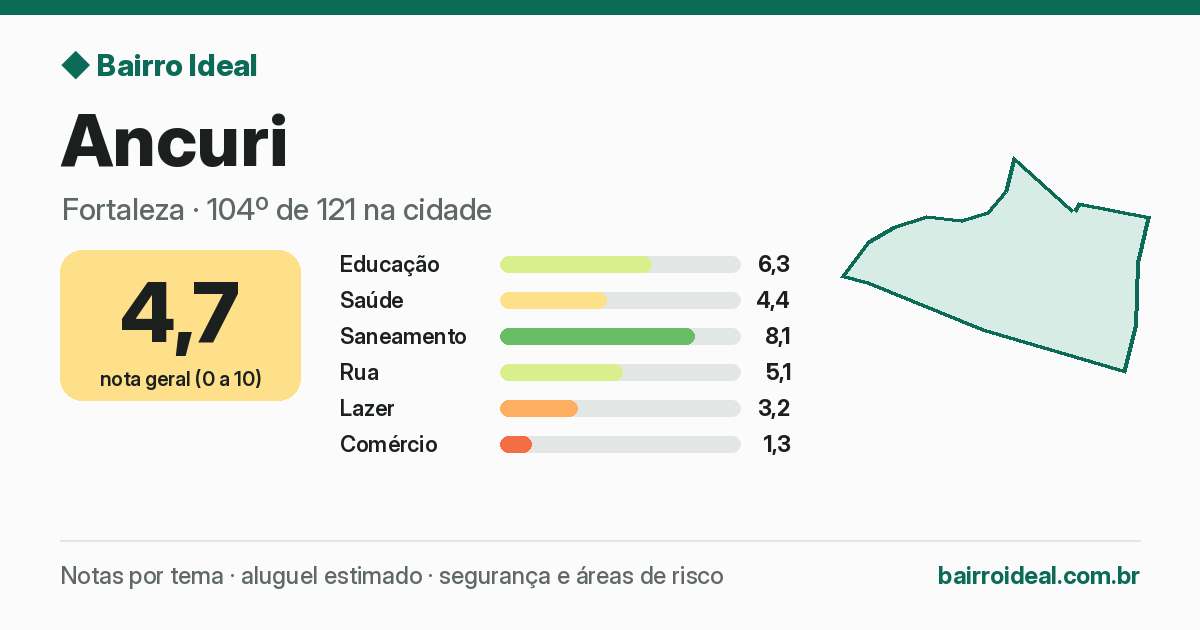 Bairro Ideal
Ancuri
Fortaleza · 104º de 121 na cidade
4,7
nota geral (0 a 10)
Educação 6,3
Saúde 4,4
Saneamento 8,1
Rua 5,1
Lazer 3,2
Comércio 1,3
Notas por tema · aluguel estimado · segurança e áreas de risco
bairroideal.com.br